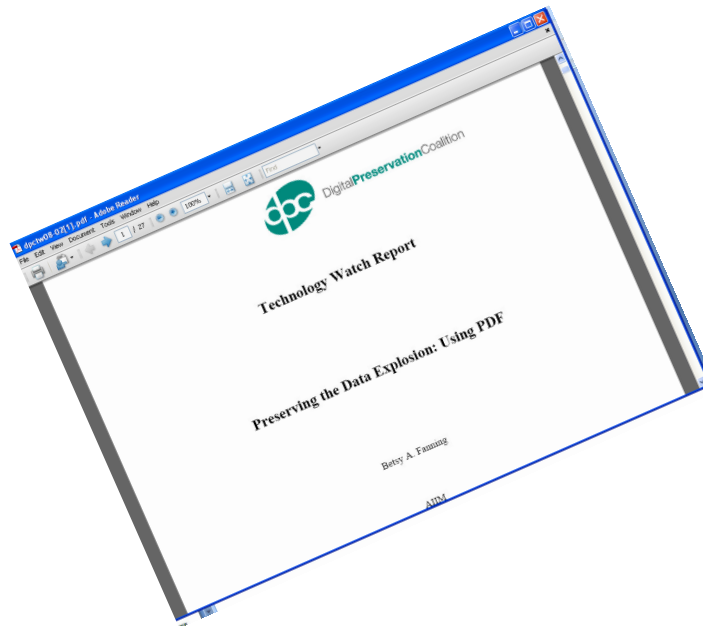 dpctw08-02[1].pdf - Adobe Reader
File Edit View Document Tools Window Help
1 / 27 100% Find
dpc DigitalPreservationCoalition
Technology Watch Report
Preserving the Data Explosion: Using PDF
Betsy A. Fanning
AIIM